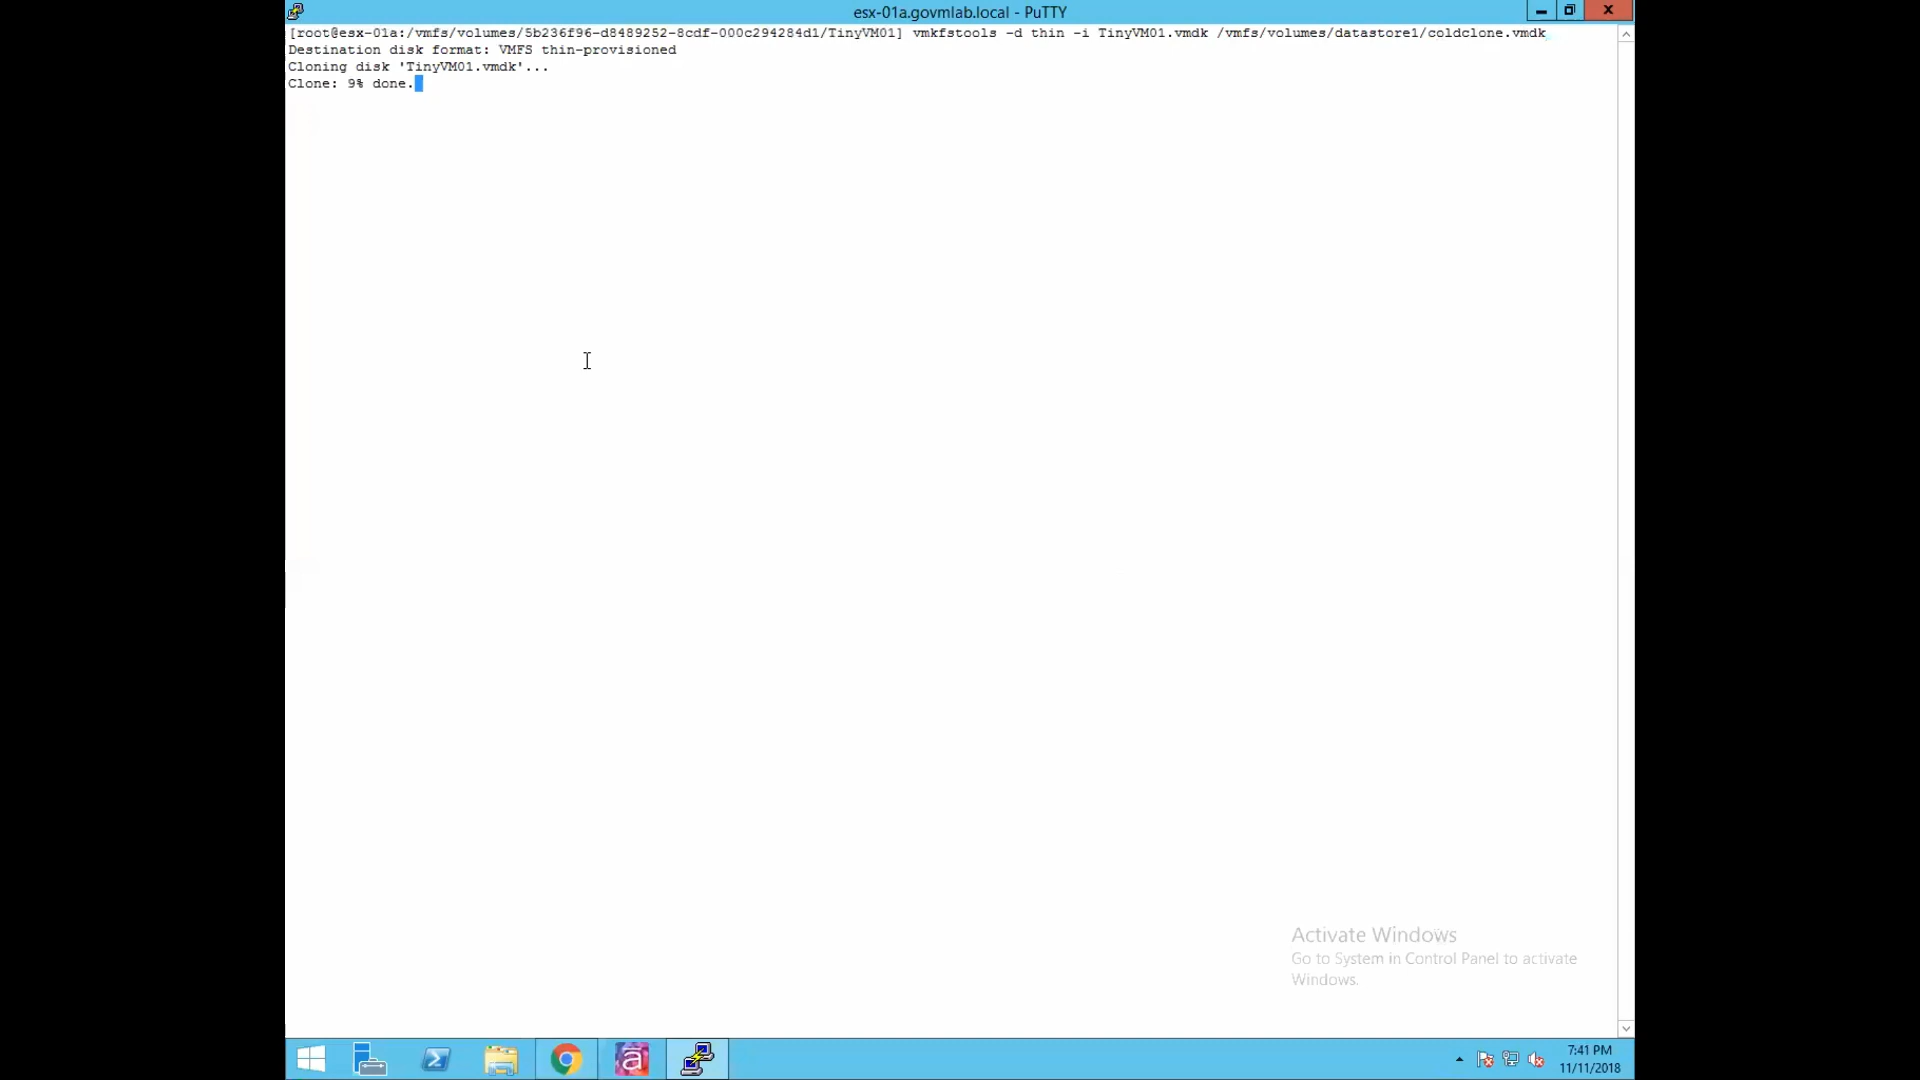 esx-01a.govmlab.local - PuTTY
[root@esx-01a:/vmfs/volumes/5b236f96-d8489252-8cdf-000c294284d1/TinyVM01] vmkfstools -d thin -i TinyVM01.vmdk /vmfs/volumes/datastore1/coldclone.vmdk
Destination disk format: VMFS thin-provisioned
Cloning disk 'TinyVM01.vmdk'...
Clone: 9% done.
Activate Windows
Go to System in Control Panel to activate
Windows.
7:41 PM
11/11/2018